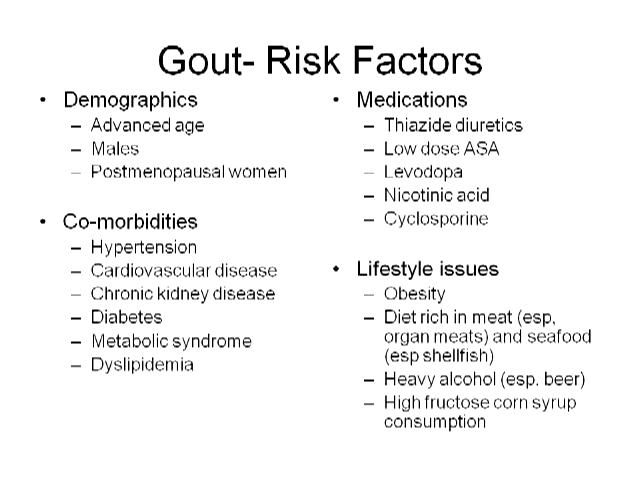 Gout- Risk Factors
• Demographics
– Advanced age
– Males
– Postmenopausal women
• Co-morbidities
– Hypertension
– Cardiovascular disease
– Chronic kidney disease
– Diabetes
– Metabolic syndrome
– Dyslipidemia
• Medications
– Thiazide diuretics
– Low dose ASA
– Levodopa
– Nicotinic acid
– Cyclosporine
• Lifestyle issues
– Obesity
– Diet rich in meat (esp.
organ meats) and seafood
(esp shellfish)
– Heavy alcohol (esp. beer)
– High fructose corn syrup
consumption